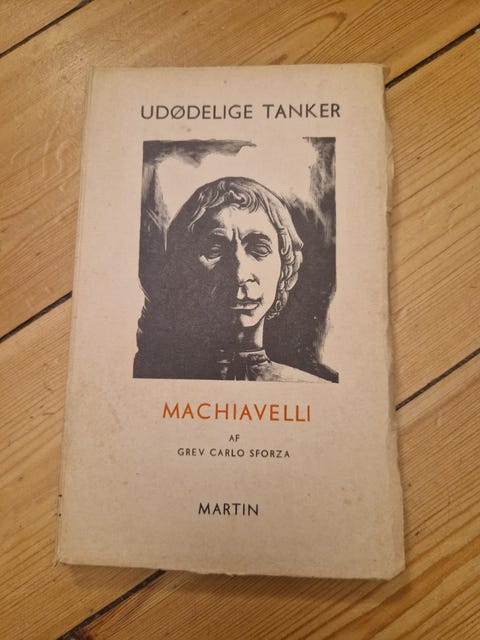 UDØDELIGE TANKER
MACHIAVELLI
AF
GREV CARLO SFORZA
MARTIN